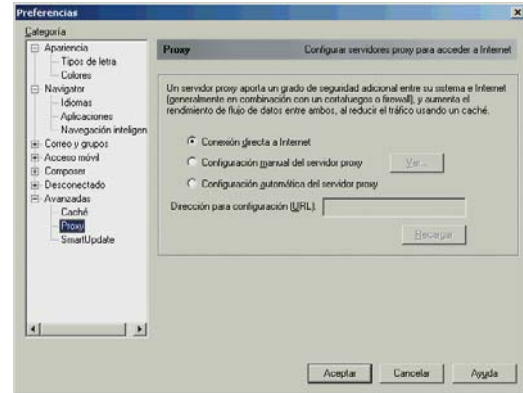 Preferencias
Categoría
Apariencia
Tipos de letra
Colores
Navigator
Idiomas
Aplicaciones
Navegación inteligen
Correo y grupos
Acceso móvil
Composer
Desconectado
Avanzadas
Caché
Proxy
SmartUpdate
Proxy Configurar servidores proxy para acceder a Internet
Un servidor proxy aporta un grado de seguridad adicional entre su sistema e Internet
(generalmente en combinación con un cortafuegos o firewall), y aumenta el
rendimiento de flujo de datos entre ambos, al reducir el tráfico usando un caché.
Conexión directa a Internet
Configuración manual del servidor proxy Ver...
Configuración automática del servidor proxy
Dirección para configuración (URL):
Recargar
Aceptar Cancelar Ayuda